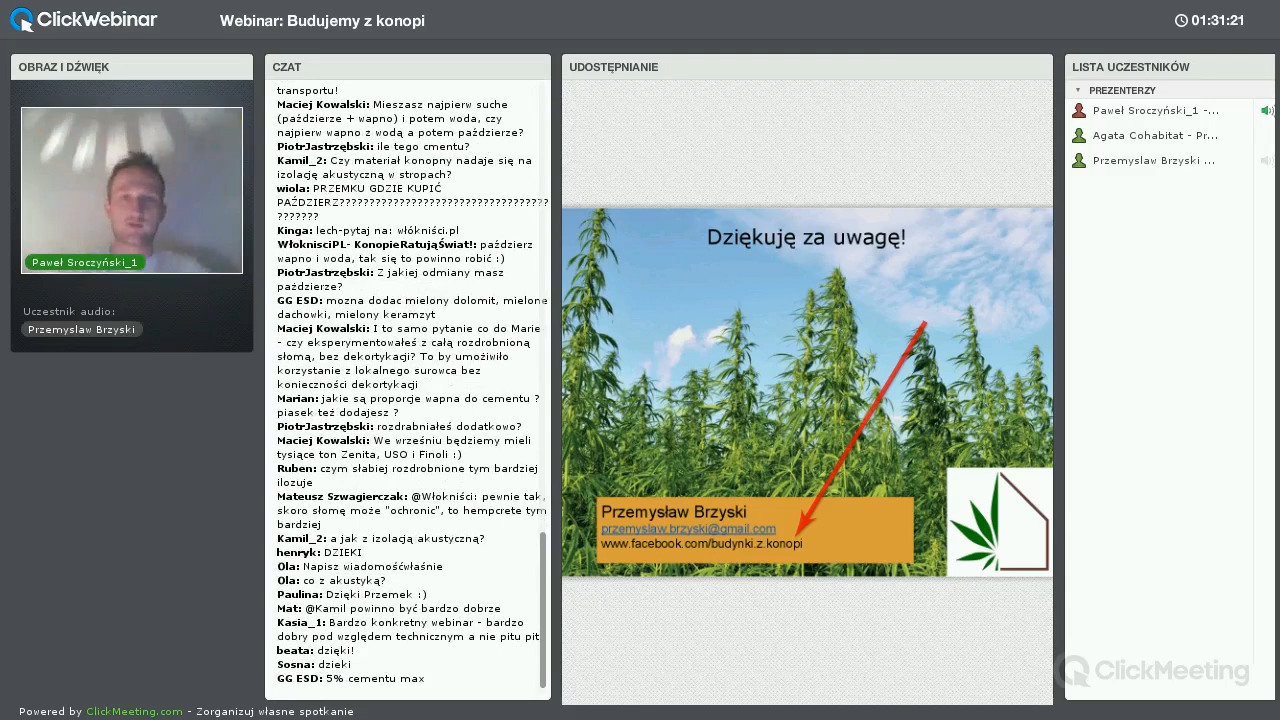 ClickWebinar
Webinar: Budujemy z konopi
01:31:21
OBRAZ I DŹWIĘK
Paweł Sroczyński_1
Uczestnik audio:
Przemyslaw Brzyski
CZAT
transportu!
Maciej Kowalski: Mieszasz najpierw suche
(paździerze + wapno) i potem woda, czy
najpierw wapno z wodą a potem paździerze?
PiotrJastrzębski: ile tego cmentu?
Kamil_2: Czy materiał konopny nadaje się na
izolację akustyczną w stropach?
wiola: PRZEMKU GDZIE KUPIĆ
PAŹDZIERZ???????????????????????????????????
???????
Kinga: lech-pytaj na: włókniści.pl
WłoknisciPL- KonopieRatująŚwiat!: paździerz
wapno i woda, tak się to powinno robić :)
PiotrJastrzębski: Z jakiej odmiany masz
paździerze?
GG ESD: mozna dodac mielony dolomit, mielone
dachowki, mielony keramzyt
Maciej Kowalski: I to samo pytanie co do Marie
- czy eksperymentowałeś z całą rozdrobnioną
słomą, bez dekortykacji? To by umożiwiło
korzystanie z lokalnego surowca bez
konieczności dekortykacji
Marian: jakie są proporcje wapna do cementu ?
piasek też dodajesz ?
PiotrJastrzębski: rozdrabniałeś dodatkowo?
Maciej Kowalski: We wrześniu będziemy mieli
tysiące ton Zenita, USO i Finoli :)
Ruben: czym słabiej rozdrobnione tym bardziej
ilozuje
Mateusz Szwagierczak: @Włokniści: pewnie tak,
skoro słomę może "ochronic", to hempcrete tym
bardziej
Kamil_2: a jak z izolacją akustyczną?
henryk: DZIEKI
Ola: Napisz wiadomośćwłaśnie
Ola: co z akustyką?
Paulina: Dzięki Przemek :)
Mat: @Kamil powinno być bardzo dobrze
Kasia_1: Bardzo konkretny webinar - bardzo
dobry pod względem technicznym a nie pitu pit
beata: dzięki!
Sosna: dzieki
GG ESD: 5% cementu max
UDOSTĘPNIANIE
Dziękuję za uwagę!
Przemysław Brzyski
przemyslaw.brzyski@gmail.com
www.facebook.com/budynki.z.konopi
LISTA UCZESTNIKÓW
PREZENTERZY
Paweł Sroczyński_1 -...
Agata Cohabitat - Pr...
Przemyslaw Brzyski ...
ClickMeeting
Powered by ClickMeeting.com - Zorganizuj własne spotkanie